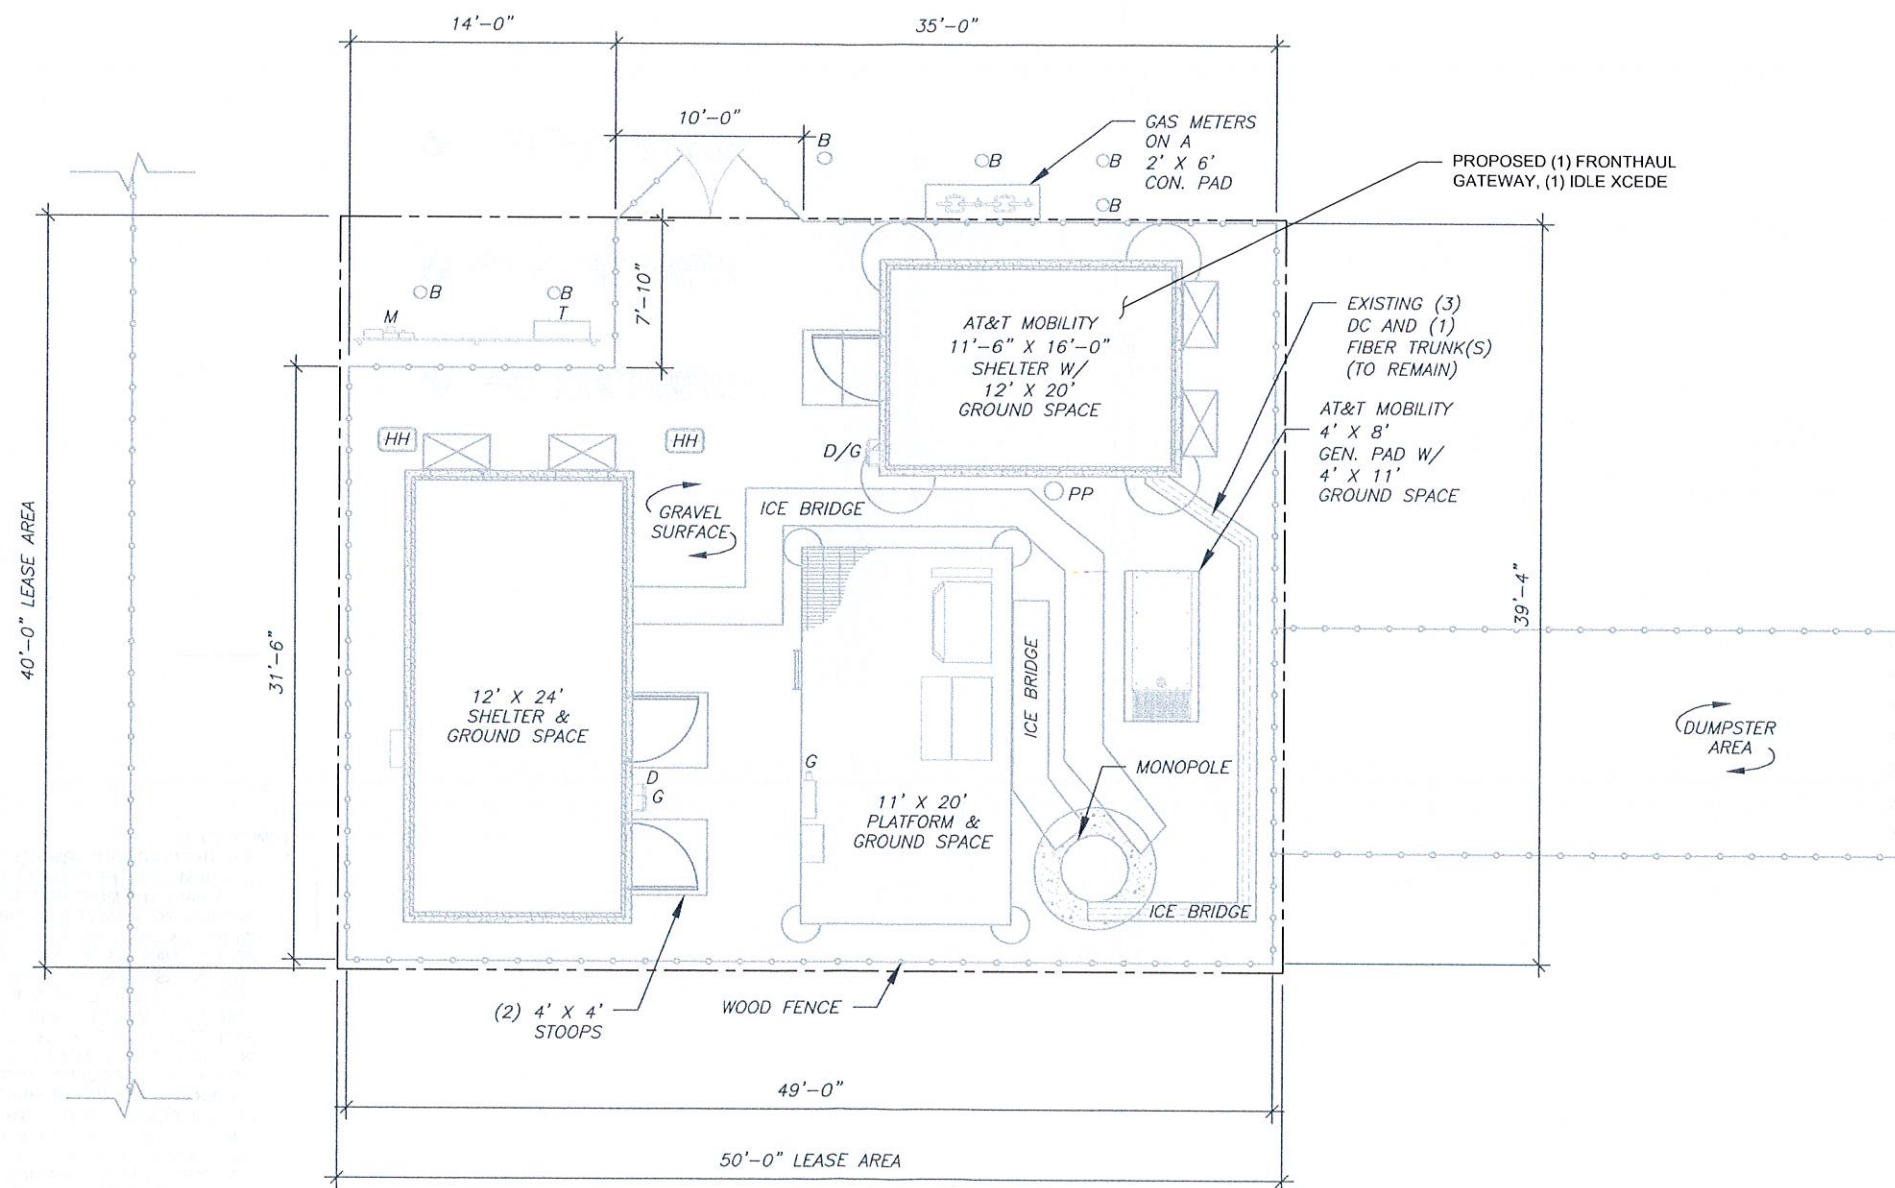 14'-0"
35'-0"
10'-0"
B
B
B
B
GAS METERS
ON A
2' X 6'
CON. PAD
PROPOSED (1) FRONTHAUL
GATEWAY, (1) IDLE XCEDE
7'-10"
B
B
M
T
AT&T MOBILITY
11'-6" X 16'-0"
SHELTER W/
12' X 20'
GROUND SPACE
EXISTING (3)
DC AND (1)
FIBER TRUNK(S)
(TO REMAIN)
AT&T MOBILITY
4' X 8'
GEN. PAD W/
4' X 11'
GROUND SPACE
HH
HH
D/G
PP
GRAVEL
SURFACE
ICE BRIDGE
40'-0" LEASE AREA
31'-6"
39'-4"
12' X 24'
SHELTER &
GROUND SPACE
ICE BRIDGE
D
G
G
11' X 20'
PLATFORM &
GROUND SPACE
MONOPOLE
DUMPSTER
AREA
ICE BRIDGE
(2) 4' X 4'
STOOPS
WOOD FENCE
49'-0"
50'-0" LEASE AREA